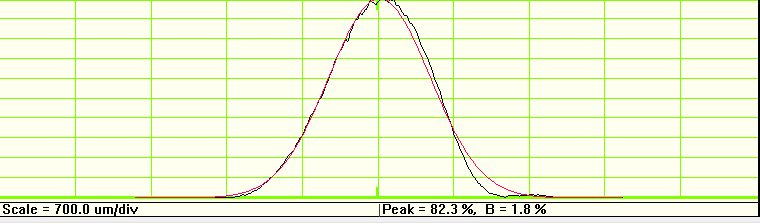 Scale = 700.0 um/div
Peak = 82.3 %, B = 1.8 %